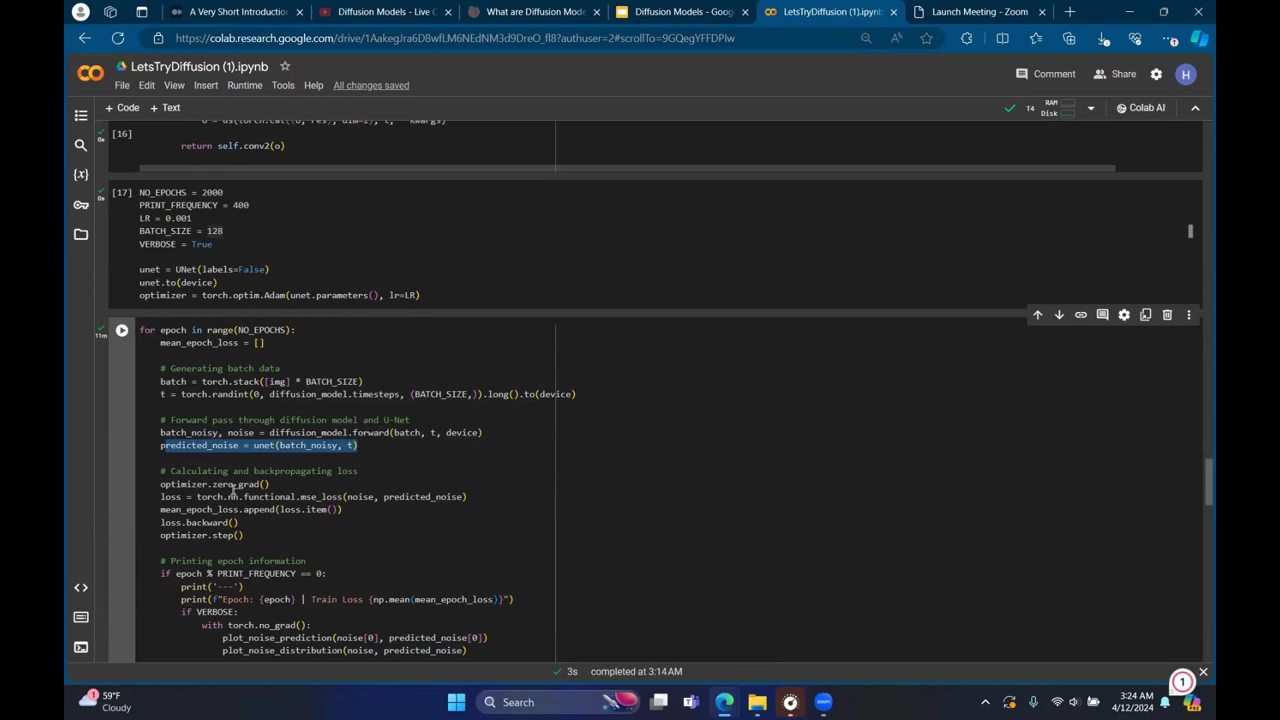 A Very Short Introduction
Diffusion Models - Live C
What are Diffusion Mode
Diffusion Models - Goog
LetsTryDiffusion (1).ipynb
Launch Meeting - Zoom
https://colab.research.google.com/drive/1AakegJra6DBwfLM6NEdNM3d9DreO_fl8?authuser=2#scrollTo=9GQegYFFDPlw
LetsTryDiffusion (1).ipynb
Comment
Share
H
File Edit View Insert Runtime Tools Help All changes saved
+ Code + Text
T4
RAM
Disk
Colab AI
[16]
0s
return self.conv2(o)
[17]
0s
NO_EPOCHS = 2000
PRINT_FREQUENCY = 400
LR = 0.001
BATCH_SIZE = 128
VERBOSE = True
unet = UNet(labels=False)
unet.to(device)
optimizer = torch.optim.Adam(unet.parameters(), lr=LR)
11m
for epoch in range(NO_EPOCHS):
mean_epoch_loss = []
# Generating batch data
batch = torch.stack([img] * BATCH_SIZE)
t = torch.randint(0, diffusion_model.timesteps, (BATCH_SIZE,)).long().to(device)
# Forward pass through diffusion model and U-Net
batch_noisy, noise = diffusion_model.forward(batch, t, device)
predicted_noise = unet(batch_noisy, t)
# Calculating and backpropagating loss
optimizer.zero_grad()
loss = torch.nn.functional.mse_loss(noise, predicted_noise)
mean_epoch_loss.append(loss.item())
loss.backward()
optimizer.step()
# Printing epoch information
if epoch % PRINT_FREQUENCY == 0:
print('---')
print(f"Epoch: {epoch} | Train Loss {np.mean(mean_epoch_loss)}")
if VERBOSE:
with torch.no_grad():
plot_noise_prediction(noise[0], predicted_noise[0])
plot_noise_distribution(noise, predicted_noise)
3s completed at 3:14 AM
1
59°F
Cloudy
Search
3:24 AM
4/12/2024